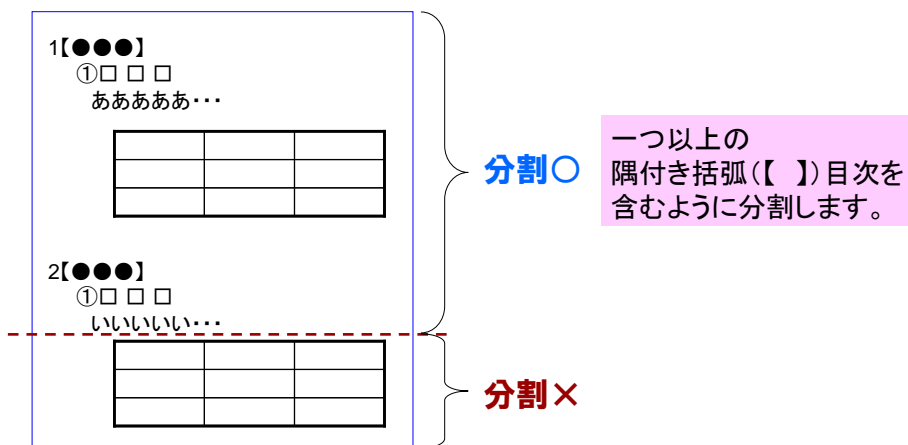 1【●●●】
①□ □ □
あああああ・・・
分割○
一つ以上の
隅付き括弧(【　】)目次を
含むように分割します。
2【●●●】
①□ □ □
いいいいい・・・
分割×